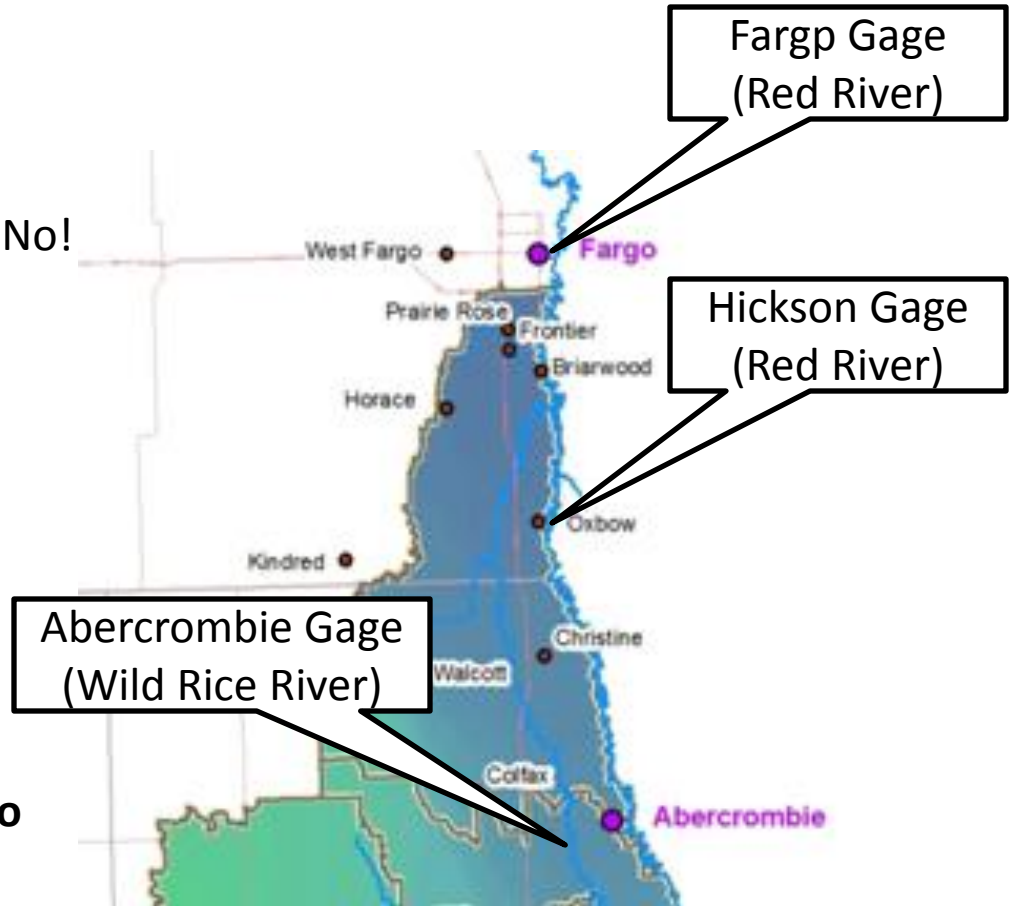 Fargp Gage
(Red River)
No!
West Fargo
Fargo
Hickson Gage
(Red River)
Prairie Rose
Frontier
Briarwood
Horace
Oxbow
Kindred
Abercrombie Gage
(Wild Rice River)
Christine
Walcott
Colfax
o
Abercrombie